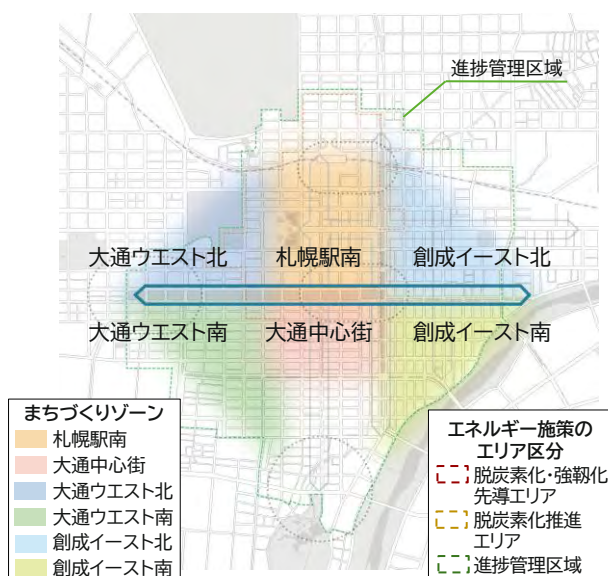 進捗管理区域
大通ウエスト北
札幌駅南
創成イースト北
大通ウエスト南
大通中心街
創成イースト南
まちづくりゾーン
札幌駅南
大通中心街
大通ウエスト北
大通ウエスト南
創成イースト北
創成イースト南
エネルギー施策の
エリア区分
脱炭素化・強靱化
先導エリア
脱炭素化推進
エリア
進捗管理区域